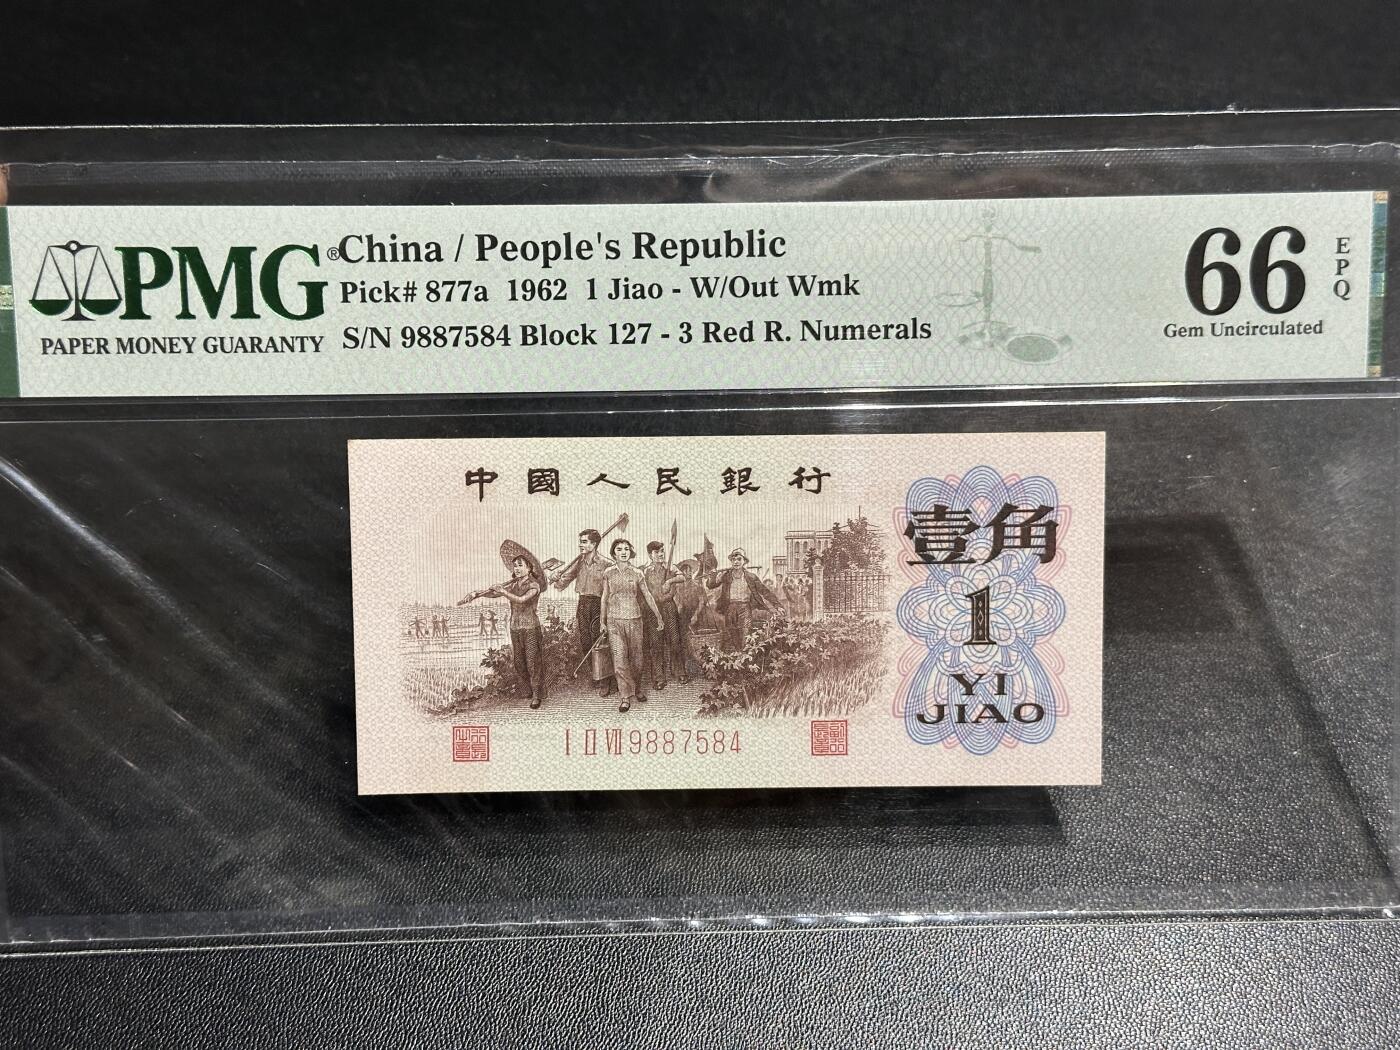 PMG®
PAPER MONEY GUARANTY
China / People's Republic
Pick# 877a 1962 1 Jiao - W/Out Wmk
S/N 9887584 Block 127 - 3 Red R. Numerals
66
EPQ
Gem Uncirculated
中國人民銀行
壹角
1
YI
JIAO
I II VII 9887584